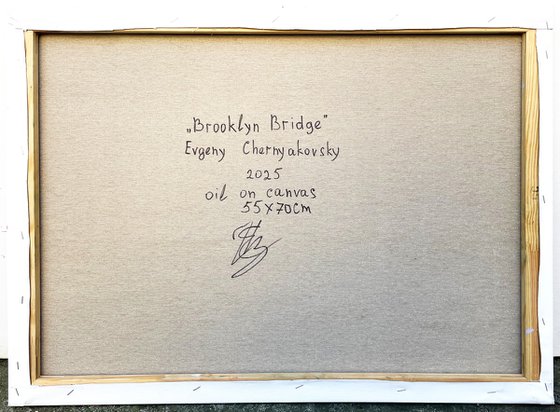 „Brooklyn Bridge"
Evgeny Chernyakovsky
2025
oil on canvas
55x70cm